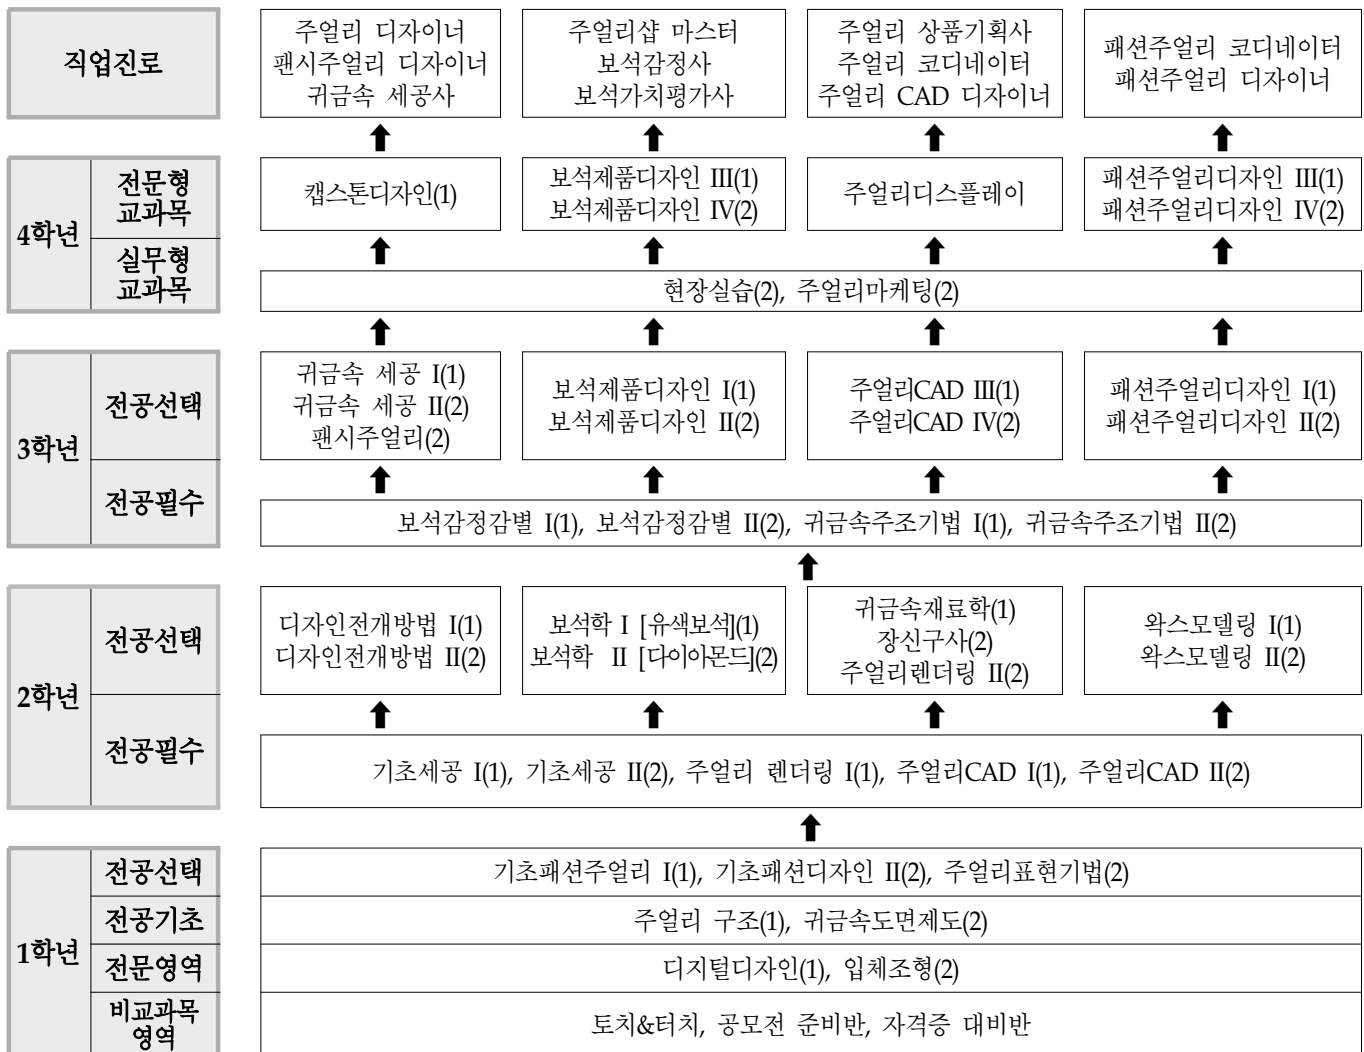 직업진로
주얼리 디자이너
팬시주얼리 디자이너
귀금속 세공사
주얼리샵 마스터
보석감정사
보석가치평가사
주얼리 상품기획사
주얼리 코디네이터
주얼리 CAD 디자이너
패션주얼리 코디네이터
패션주얼리 디자이너
4학년
전문형
교과목
캡스톤디자인(1)
보석제품디자인 III(1)
보석제품디자인 IV(2)
주얼리디스플레이
패션주얼리디자인 III(1)
패션주얼리디자인 IV(2)
실무형
교과목
현장실습(2), 주얼리마케팅(2)
3학년
전공선택
귀금속 세공 I(1)
귀금속 세공 II(2)
팬시주얼리(2)
보석제품디자인 I(1)
보석제품디자인 II(2)
주얼리CAD III(1)
주얼리CAD IV(2)
패션주얼리디자인 I(1)
패션주얼리디자인 II(2)
전공필수
보석감정감별 I(1), 보석감정감별 II(2), 귀금속주조기법 I(1), 귀금속주조기법 II(2)
2학년
전공선택
디자인전개방법 I(1)
디자인전개방법 II(2)
보석학 I [유색보석](1)
보석학 II [다이아몬드](2)
귀금속재료학(1)
장신구사(2)
주얼리렌더링 II(2)
왁스모델링 I(1)
왁스모델링 II(2)
전공필수
기초세공 I(1), 기초세공 II(2), 주얼리 렌더링 I(1), 주얼리CAD I(1), 주얼리CAD II(2)
1학년
전공선택
기초패션주얼리 I(1), 기초패션디자인 II(2), 주얼리표현기법(2)
전공기초
주얼리 구조(1), 귀금속도면제도(2)
전문영역
디지털디자인(1), 입체조형(2)
비교과목
영역
토치&터치, 공모전 준비반, 자격증 대비반